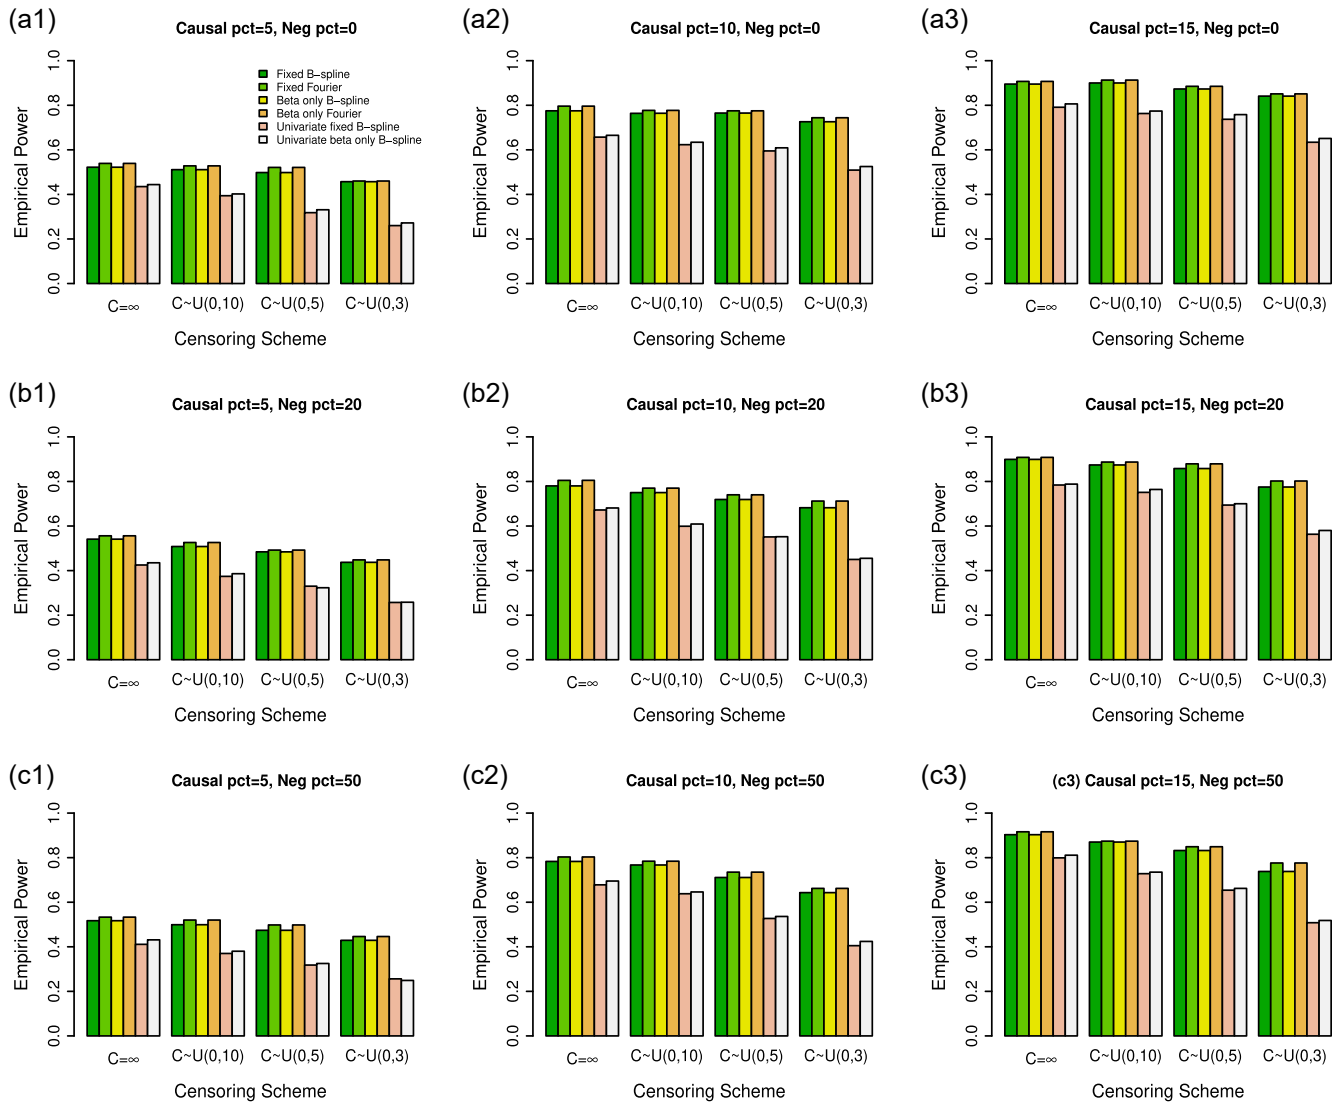 (a1)
Causal pct=5, Neg pct=0
Empirical Power
0.0 0.2 0.4 0.6 0.8 1.0
Fixed B−spline
Fixed Fourier
Beta only B−spline
Beta only Fourier
Univariate fixed B−spline
Univariate beta only B−spline
C=∞ C~U(0,10) C~U(0,5) C~U(0,3)
Censoring Scheme
(a2)
Causal pct=10, Neg pct=0
Empirical Power
0.0 0.2 0.4 0.6 0.8 1.0
C=∞ C~U(0,10) C~U(0,5) C~U(0,3)
Censoring Scheme
(a3)
Causal pct=15, Neg pct=0
Empirical Power
0.0 0.2 0.4 0.6 0.8 1.0
C=∞ C~U(0,10) C~U(0,5) C~U(0,3)
Censoring Scheme
(b1)
Causal pct=5, Neg pct=20
Empirical Power
0.0 0.2 0.4 0.6 0.8 1.0
C=∞ C~U(0,10) C~U(0,5) C~U(0,3)
Censoring Scheme
(b2)
Causal pct=10, Neg pct=20
Empirical Power
0.0 0.2 0.4 0.6 0.8 1.0
C=∞ C~U(0,10) C~U(0,5) C~U(0,3)
Censoring Scheme
(b3)
Causal pct=15, Neg pct=20
Empirical Power
0.0 0.2 0.4 0.6 0.8 1.0
C=∞ C~U(0,10) C~U(0,5) C~U(0,3)
Censoring Scheme
(c1)
Causal pct=5, Neg pct=50
Empirical Power
0.0 0.2 0.4 0.6 0.8 1.0
C=∞ C~U(0,10) C~U(0,5) C~U(0,3)
Censoring Scheme
(c2)
Causal pct=10, Neg pct=50
Empirical Power
0.0 0.2 0.4 0.6 0.8 1.0
C=∞ C~U(0,10) C~U(0,5) C~U(0,3)
Censoring Scheme
(c3)
(c3) Causal pct=15, Neg pct=50
Empirical Power
0.0 0.2 0.4 0.6 0.8 1.0
C=∞ C~U(0,10) C~U(0,5) C~U(0,3)
Censoring Scheme